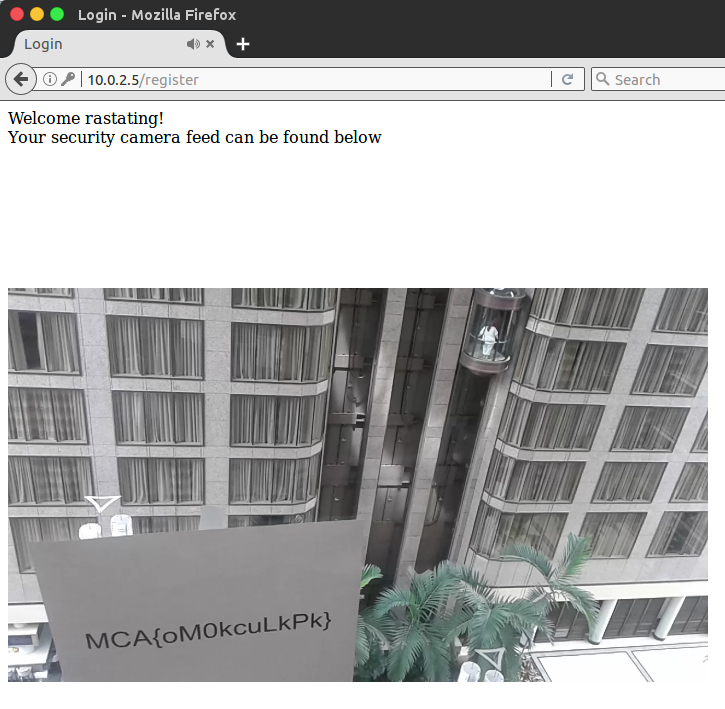 Login - Mozilla Firefox
Login
10.0.2.5/register
Search
Welcome rastating!
Your security camera feed can be found below
MCA{oM0kcuLkPk}